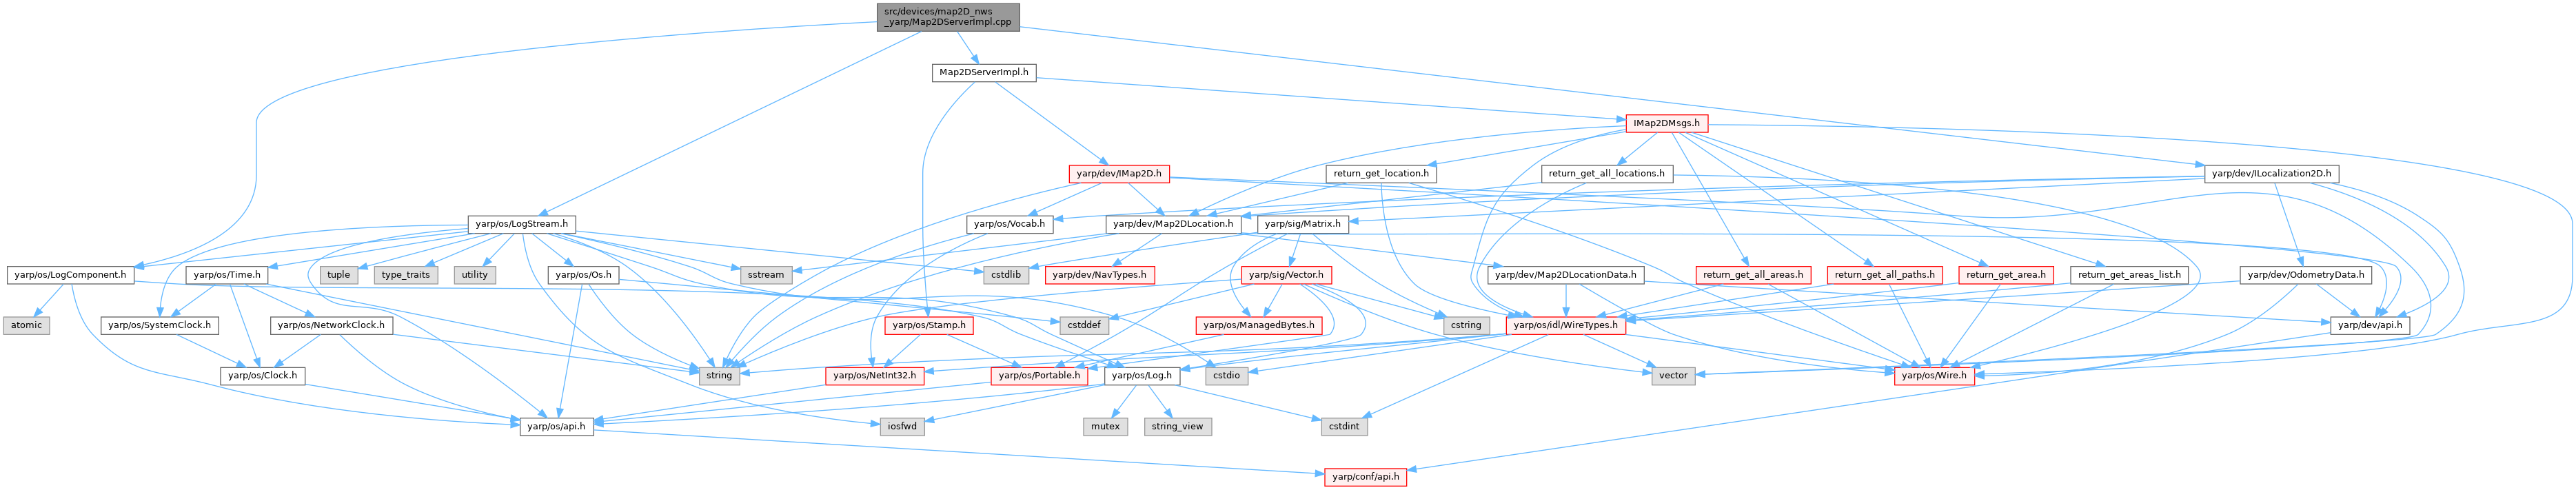 src/devices/map2D_nws
_yarp/Map2DServerImpl.cpp
Map2DServerImpl.h
IMap2DMsgs.h
yarp/dev/IMap2D.h
return_get_location.h
return_get_all_locations.h
yarp/dev/ILocalization2D.h
yarp/os/LogStream.h
yarp/os/Vocab.h
yarp/dev/Map2DLocation.h
yarp/sig/Matrix.h
yarp/os/LogComponent.h
yarp/os/Time.h
tuple
type_traits
utility
yarp/os/Os.h
sstream
cstdlib
yarp/dev/NavTypes.h
yarp/sig/Vector.h
yarp/dev/Map2DLocationData.h
return_get_all_areas.h
return_get_all_paths.h
return_get_area.h
return_get_areas_list.h
yarp/dev/OdometryData.h
atomic
yarp/os/SystemClock.h
yarp/os/NetworkClock.h
yarp/os/Stamp.h
cstddef
yarp/os/ManagedBytes.h
cstring
yarp/os/idl/WireTypes.h
yarp/dev/api.h
yarp/os/Clock.h
string
yarp/os/NetInt32.h
yarp/os/Portable.h
yarp/os/Log.h
cstdio
vector
yarp/os/Wire.h
yarp/os/api.h
iosfwd
mutex
string_view
cstdint
yarp/conf/api.h